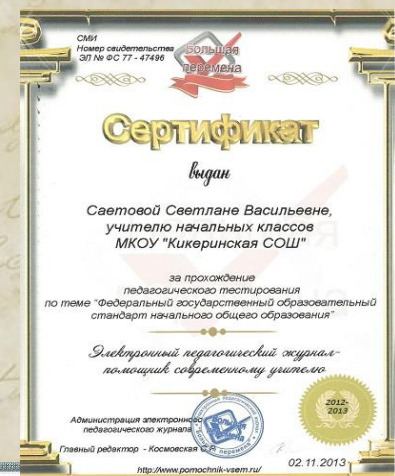 СМИ
Номер свидетельства
ЭЛ № ФС 77 - 47496
Большая
перемена
Сертификат
выдан
Саетовой Светлане Васильевне,
учителю начальных классов
МКОУ "Кикеринская СОШ"
за прохождение
педагогического тестирования
по теме "Федеральный государственный образовательный
стандарт начального общего образования"
Электронный педагогический журнал-
помощник современному учителю
2012-
2013
Администрация электронного
педагогического журнала
Большая
перемена
Главный редактор - Космовская С.Р.
02.11.2013
http://www.pomochnik-vsem.ru/